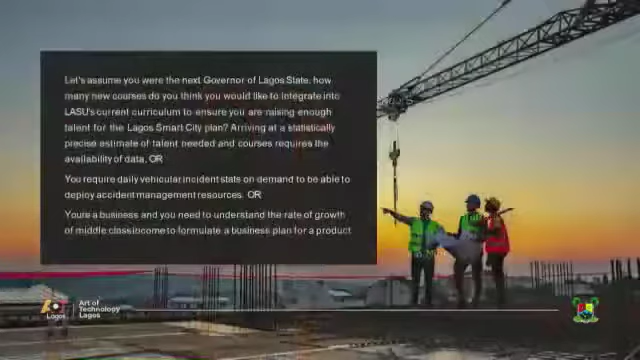 Let's assume you were the next Governor of Lagos State, how
many new courses do you think you would like to integrate into
LASU's current curriculum to ensure you are raising enough
talent for the Lagos Smart City plan? Arriving at a statistically
precise estimate of talent needed and courses requires the
availability of data, OR
You require daily vehicular incident stats on demand to be able to
deploy accident management resources. OR
Youre a business and you need to understand the rate of growth
of middle classincome to formulate a business plan for a product
Art of
Technology
Lagos
Lagos